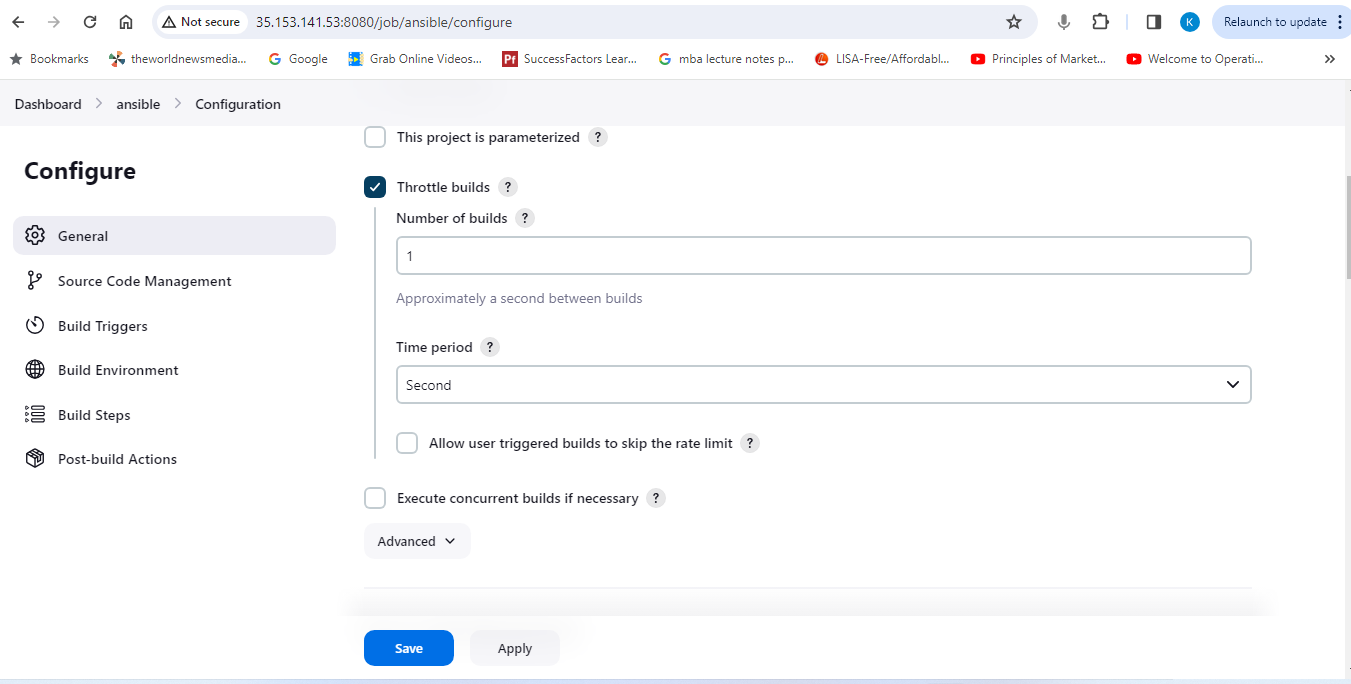 Not secure 35.153.141.53:8080/job/ansible/configure K Relaunch to update
Bookmarks theworldnewsmedia... Google Grab Online Videos... Pf SuccessFactors Lear... mba lecture notes p... LISA-Free/Affordabl... Principles of Market... Welcome to Operati... »
Dashboard > ansible > Configuration
Configure
General
Source Code Management
Build Triggers
Build Environment
Build Steps
Post-build Actions
This project is parameterized ?
Throttle builds ?
Number of builds ?
1
Approximately a second between builds
Time period ?
Second
Allow user triggered builds to skip the rate limit ?
Execute concurrent builds if necessary ?
Advanced
Save Apply